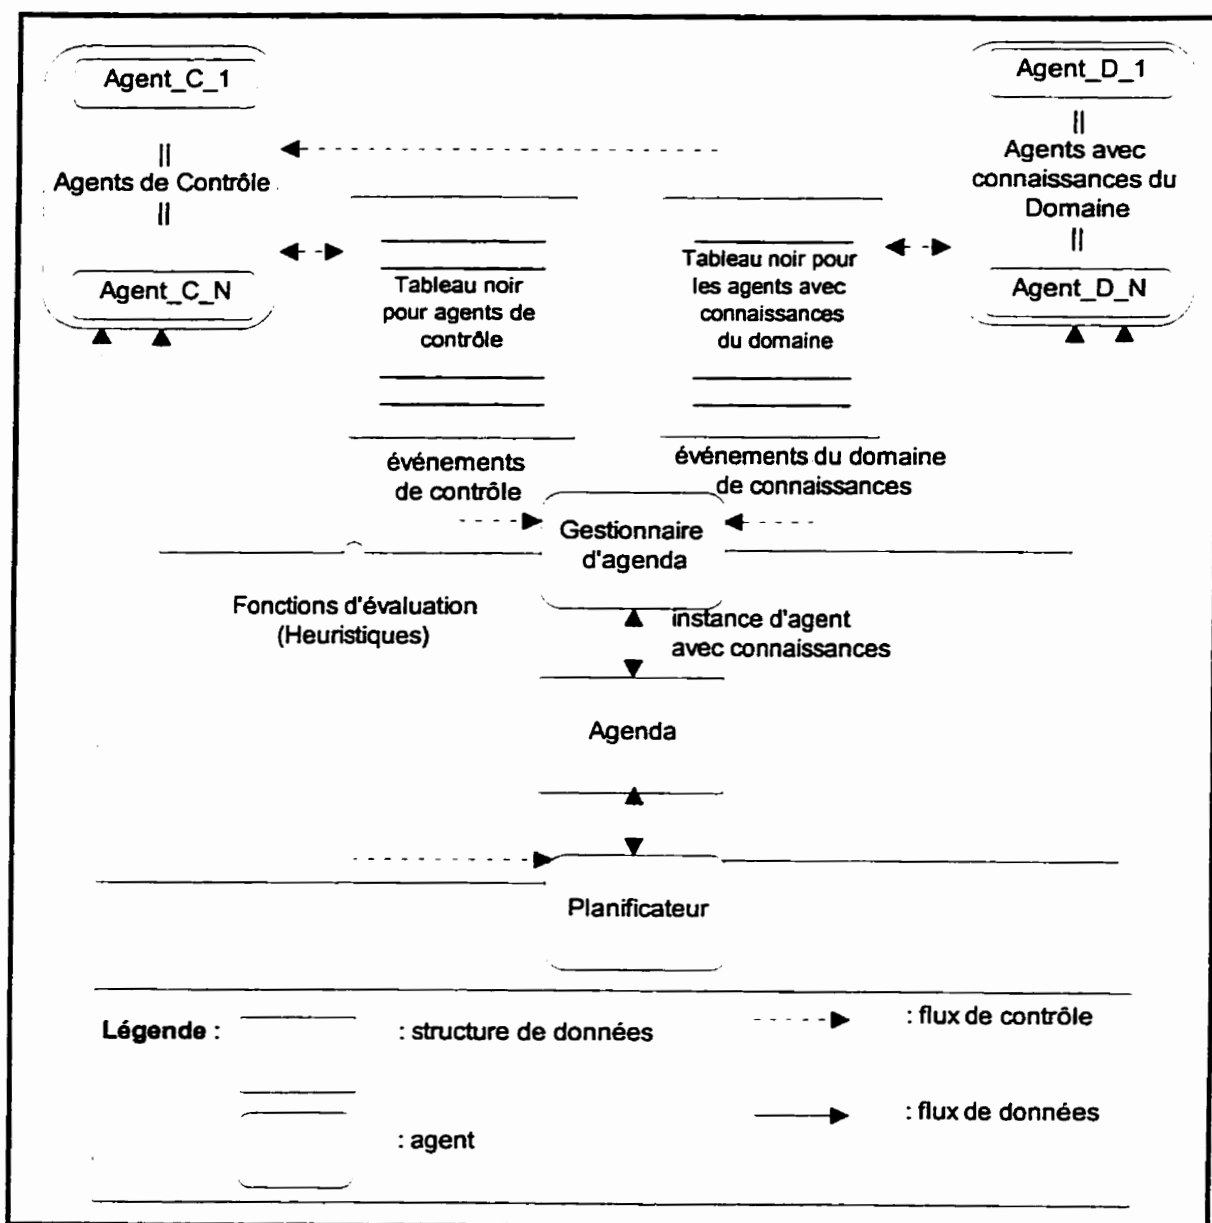 Agent_C_1
||
Agents de Contrôle
||
Agent_C_N
Agent_D_1
||
Agents avec
connaissances du
Domaine
||
Agent_D_N
Tableau noir
pour agents de
contrôle
Tableau noir pour
les agents avec
connaissances
du domaine
événements
de contrôle
événements du domaine
de connaissances
Gestionnaire
d'agenda
Fonctions d'évaluation
(Heuristiques)
instance d'agent
avec connaissances
Agenda
Planificateur
Légende :
: structure de données
: flux de contrôle
: agent
: flux de données